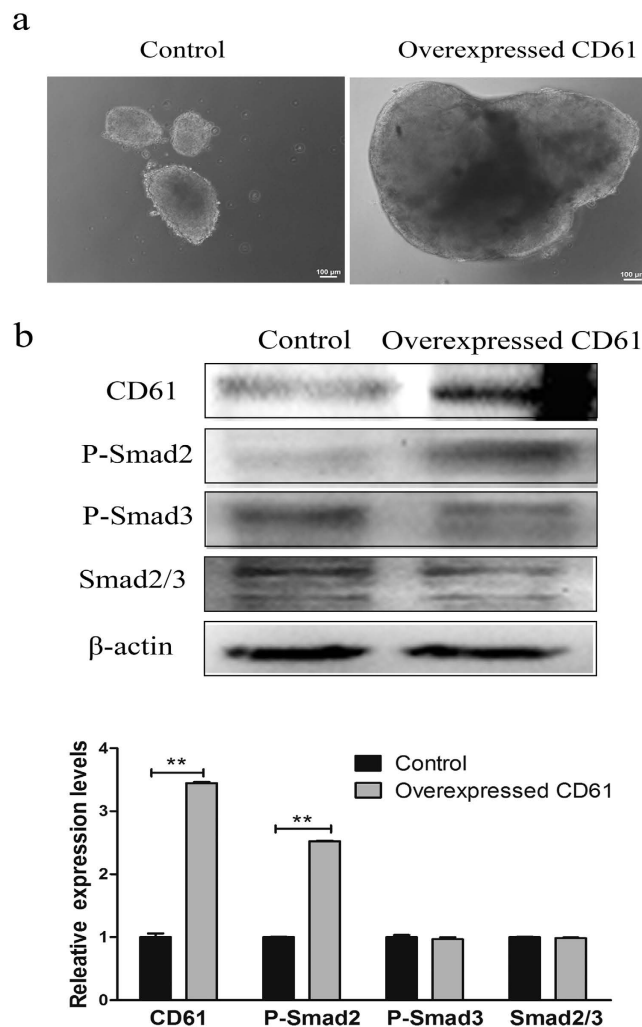 a
Control Overexpressed CD61
100 µm 100 µm
b
Control Overexpressed CD61
CD61
P-Smad2
P-Smad3
Smad2/3
β-actin
Releative expression levels
4
3
2
1
0
** **
Control
Overexpressed CD61
CD61 P-Smad2 P-Smad3 Smad2/3